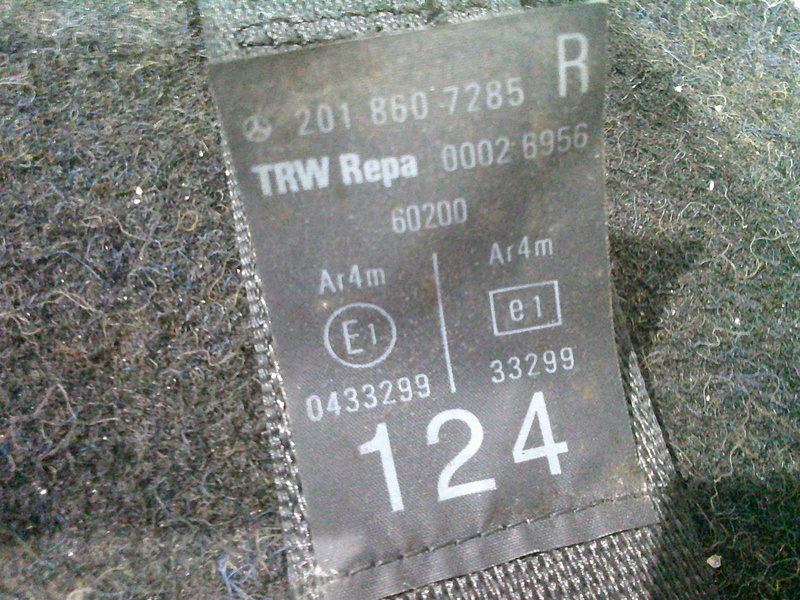 R
201 860 7285
TRW Repa 0002 6956
60200
Ar4m Ar4m
E1 e1
0433299 33299
124